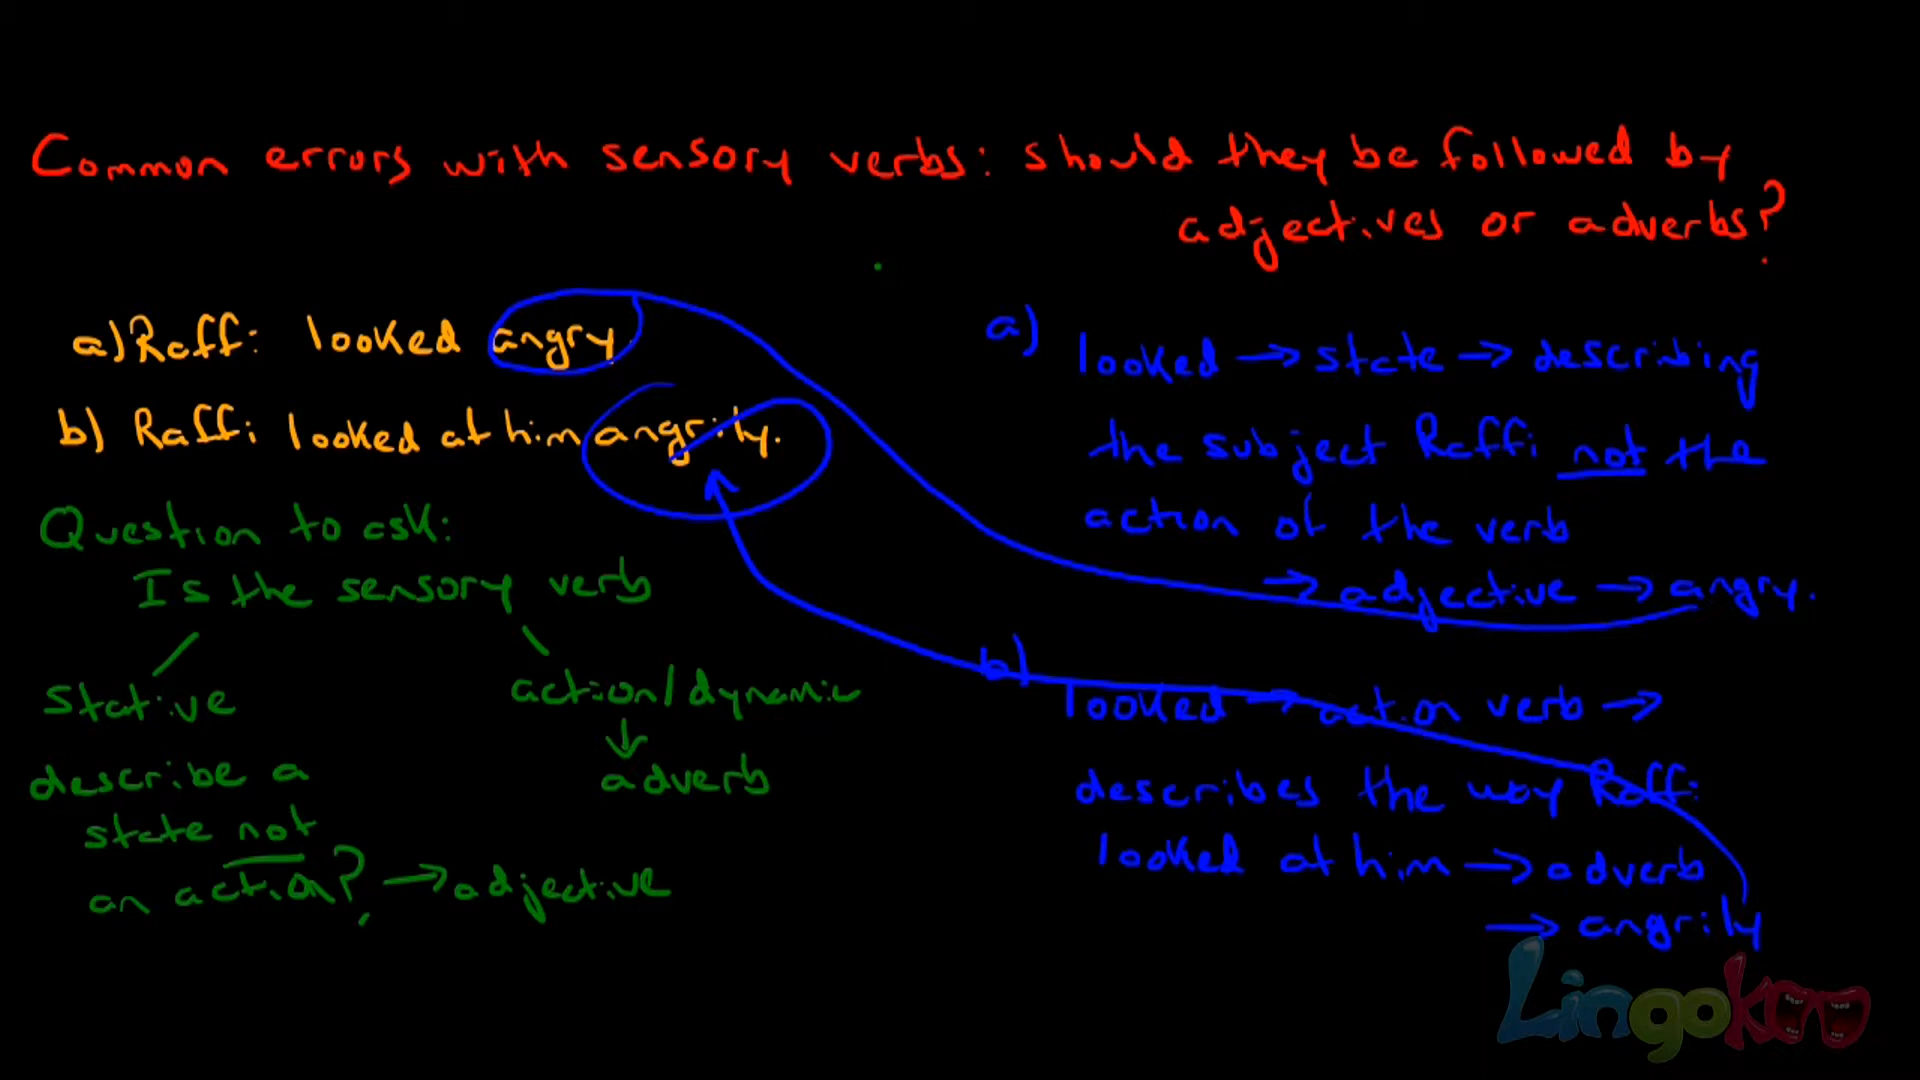 Common errors with sensory verbs: should they be followed by
adjectives or adverbs?
a) Raffi looked angry.
b) Raffi looked at him angrily.
Question to ask:
Is the sensory verb
stative
action/dynamic
↓
adverb
describe a
state not
an action? → adjective
a)
looked → state → describing
the subject Raffi not the
action of the verb
→ adjective → angry.
b)
looked → action verb →
describes the way Raffi
looked at him → adverb
→ angrily
Lingokoo